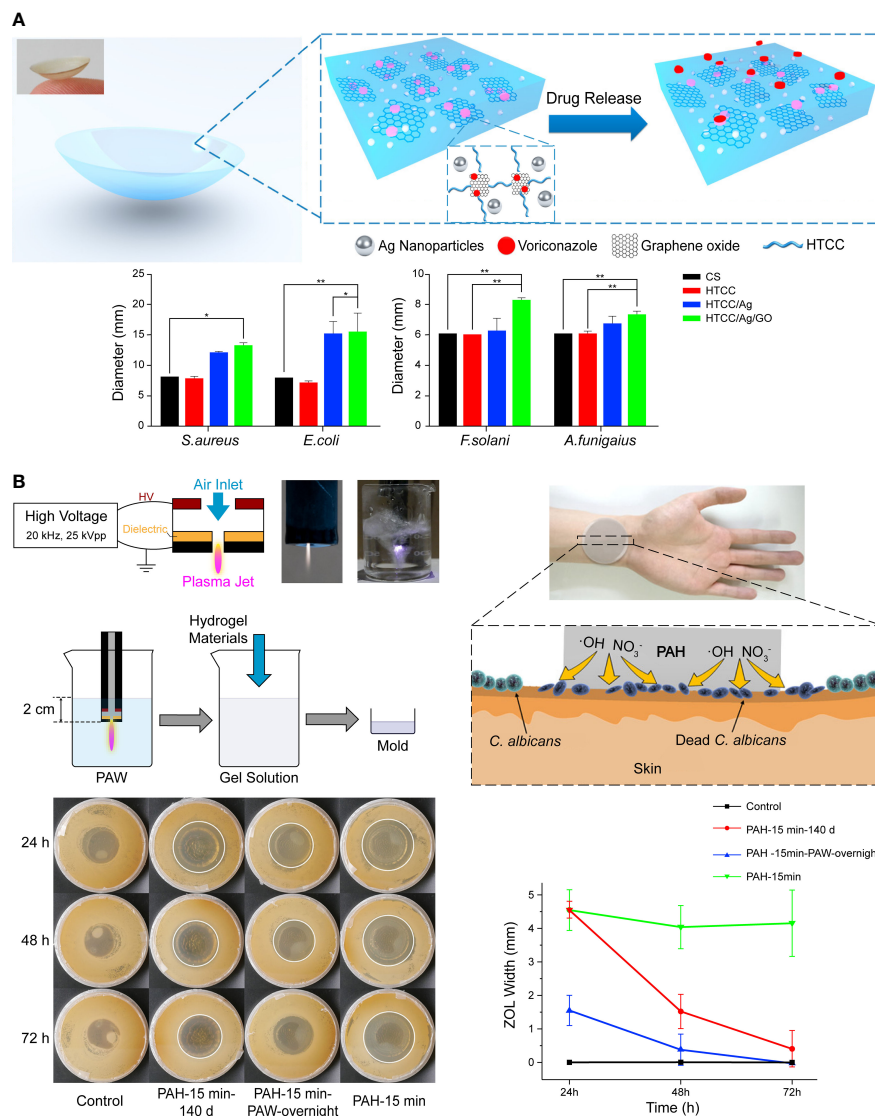 A
Drug Release
Ag Nanoparticles
Voriconazole
Graphene oxide
HTCC
25
20
15
10
5
0
Diameter (mm)
*
**
*
S.aureus
E.coli
10
8
6
4
2
0
Diameter (mm)
**
**
**
**
F.solani
A.funigaius
CS
HTCC
HTCC/Ag
HTCC/Ag/GO
B
High Voltage
20 kHz, 25 kVpp
HV
Air Inlet
Dielectric
Plasma Jet
2 cm
PAW
Hydrogel
Materials
Gel Solution
Mold
·OH NO3-
PAH
·OH NO3-
C. albicans
Dead C. albicans
Skin
24 h
48 h
72 h
Control
PAH-15 min-
140 d
PAH-15 min-
PAW-overnight
PAH-15 min
Control
PAH-15 min-140 d
PAH -15min-PAW-overnight
PAH-15min
5
4
3
2
1
0
ZOL Width (mm)
24h
48h
72h
Time (h)